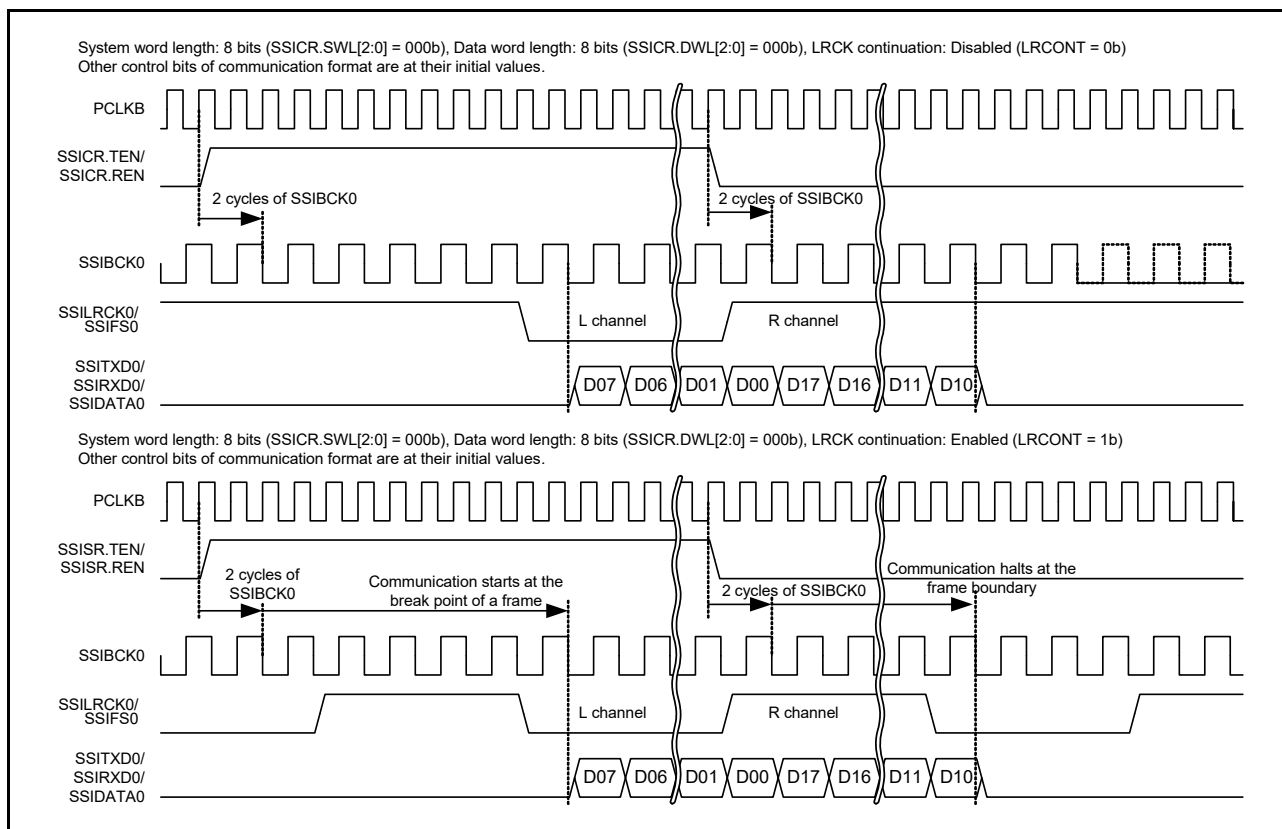 System word length: 8 bits (SSICR.SWL[2:0] = 000b), Data word length: 8 bits (SSICR.DWL[2:0] = 000b), LRCK continuation: Disabled (LRCONT = 0b)
Other control bits of communication format are at their initial values.
PCLKB
SSICR.TEN/
SSICR.REN
2 cycles of SSIBCK0
2 cycles of SSIBCK0
SSIBCK0
SSILRCK0/
SSIFS0
L channel
R channel
SSITXD0/
SSIRXD0/
SSIDATA0
D07 D06 D01 D00 D17 D16 D11 D10
System word length: 8 bits (SSICR.SWL[2:0] = 000b), Data word length: 8 bits (SSICR.DWL[2:0] = 000b), LRCK continuation: Enabled (LRCONT = 1b)
Other control bits of communication format are at their initial values.
PCLKB
SSISR.TEN/
SSISR.REN
2 cycles of
SSIBCK0
Communication starts at the
break point of a frame
2 cycles of SSIBCK0
Communication halts at the
frame boundary
SSIBCK0
SSILRCK0/
SSIFS0
L channel
R channel
SSITXD0/
SSIRXD0/
SSIDATA0
D07 D06 D01 D00 D17 D16 D11 D10